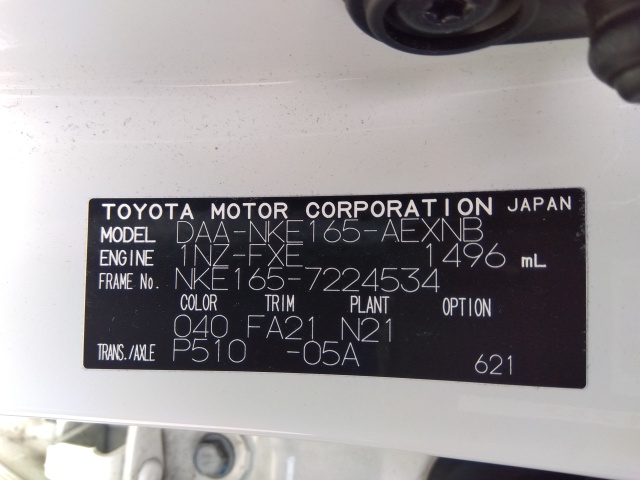 TOYOTA MOTOR CORPORATION JAPAN
MODEL DAA-NKE165-AEXNB
ENGINE 1NZ-FXE 1496 mL
FRAME No. NKE165-7224534
COLOR TRIM PLANT OPTION
040 FA21 N21
TRANS./AXLE P510 -05A 621